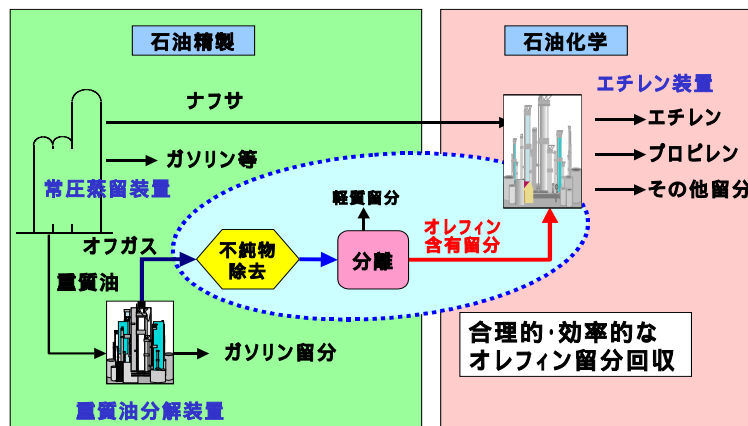 石油精製
石油化学
エチレン装置
ナフサ
エチレン
ガソリン等
プロピレン
常圧蒸留装置
軽質留分
その他留分
オフガス
不純物
除去
分離
オレフィン
含有留分
重質油
ガソリン留分
合理的・効率的な
オレフィン留分回収
重質油分解装置